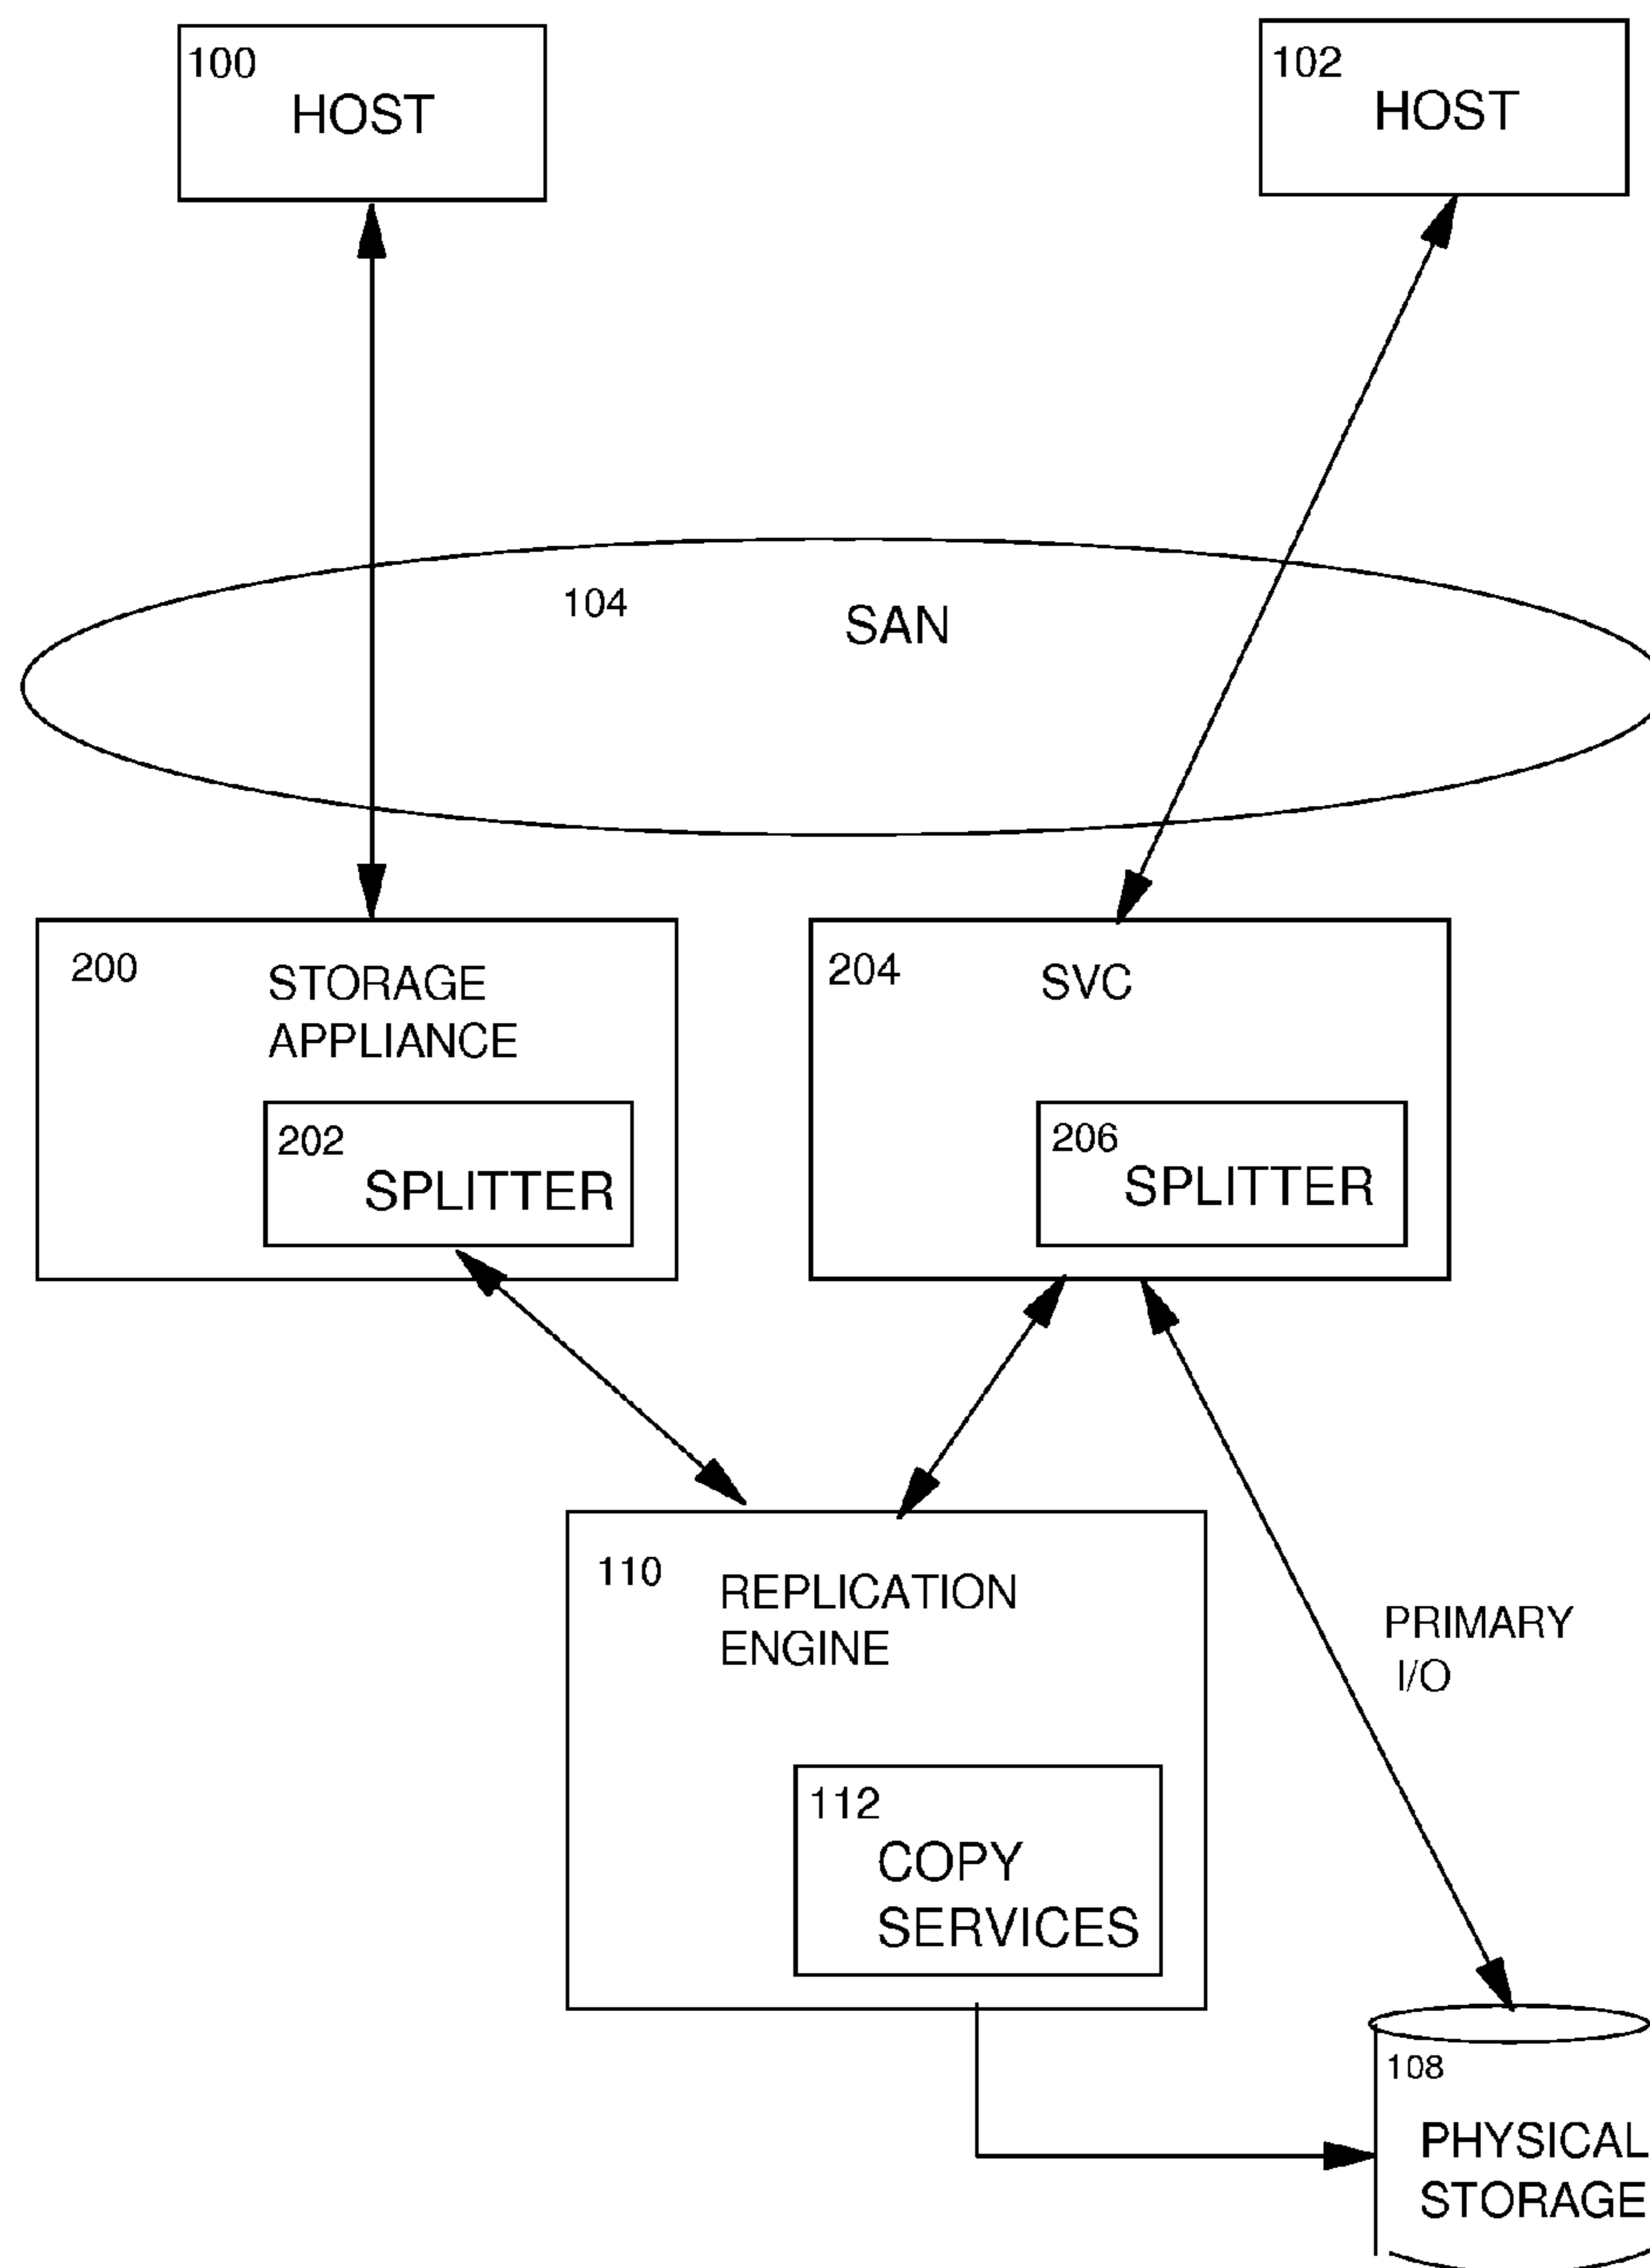 100
HOST
102
HOST
104
SAN
200
STORAGE
APPLIANCE
202
SPLITTER
204
SVC
206
SPLITTER
110
REPLICATION
ENGINE
112
COPY
SERVICES
PRIMARY
I/O
108
PHYSICAL
STORAGE